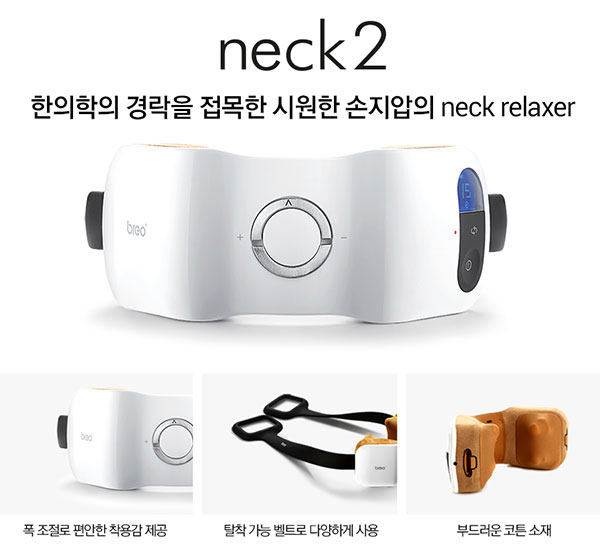 neck2
한의학의 경락을 접목한 시원한 손지압의 neck relaxer
breo
+
-
15
breo
폭 조절로 편안한 착용감 제공
breo
탈착 가능 벨트로 다양하게 사용
부드러운 코튼 소재